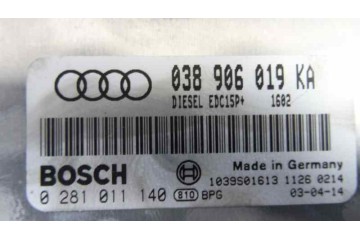 038 906 019 KA
DIESEL EDC15P+ 1602
BOSCH
Made in Germany
1039S01613 1126 0214
0 281 011 140 810 BPG 03-04-14